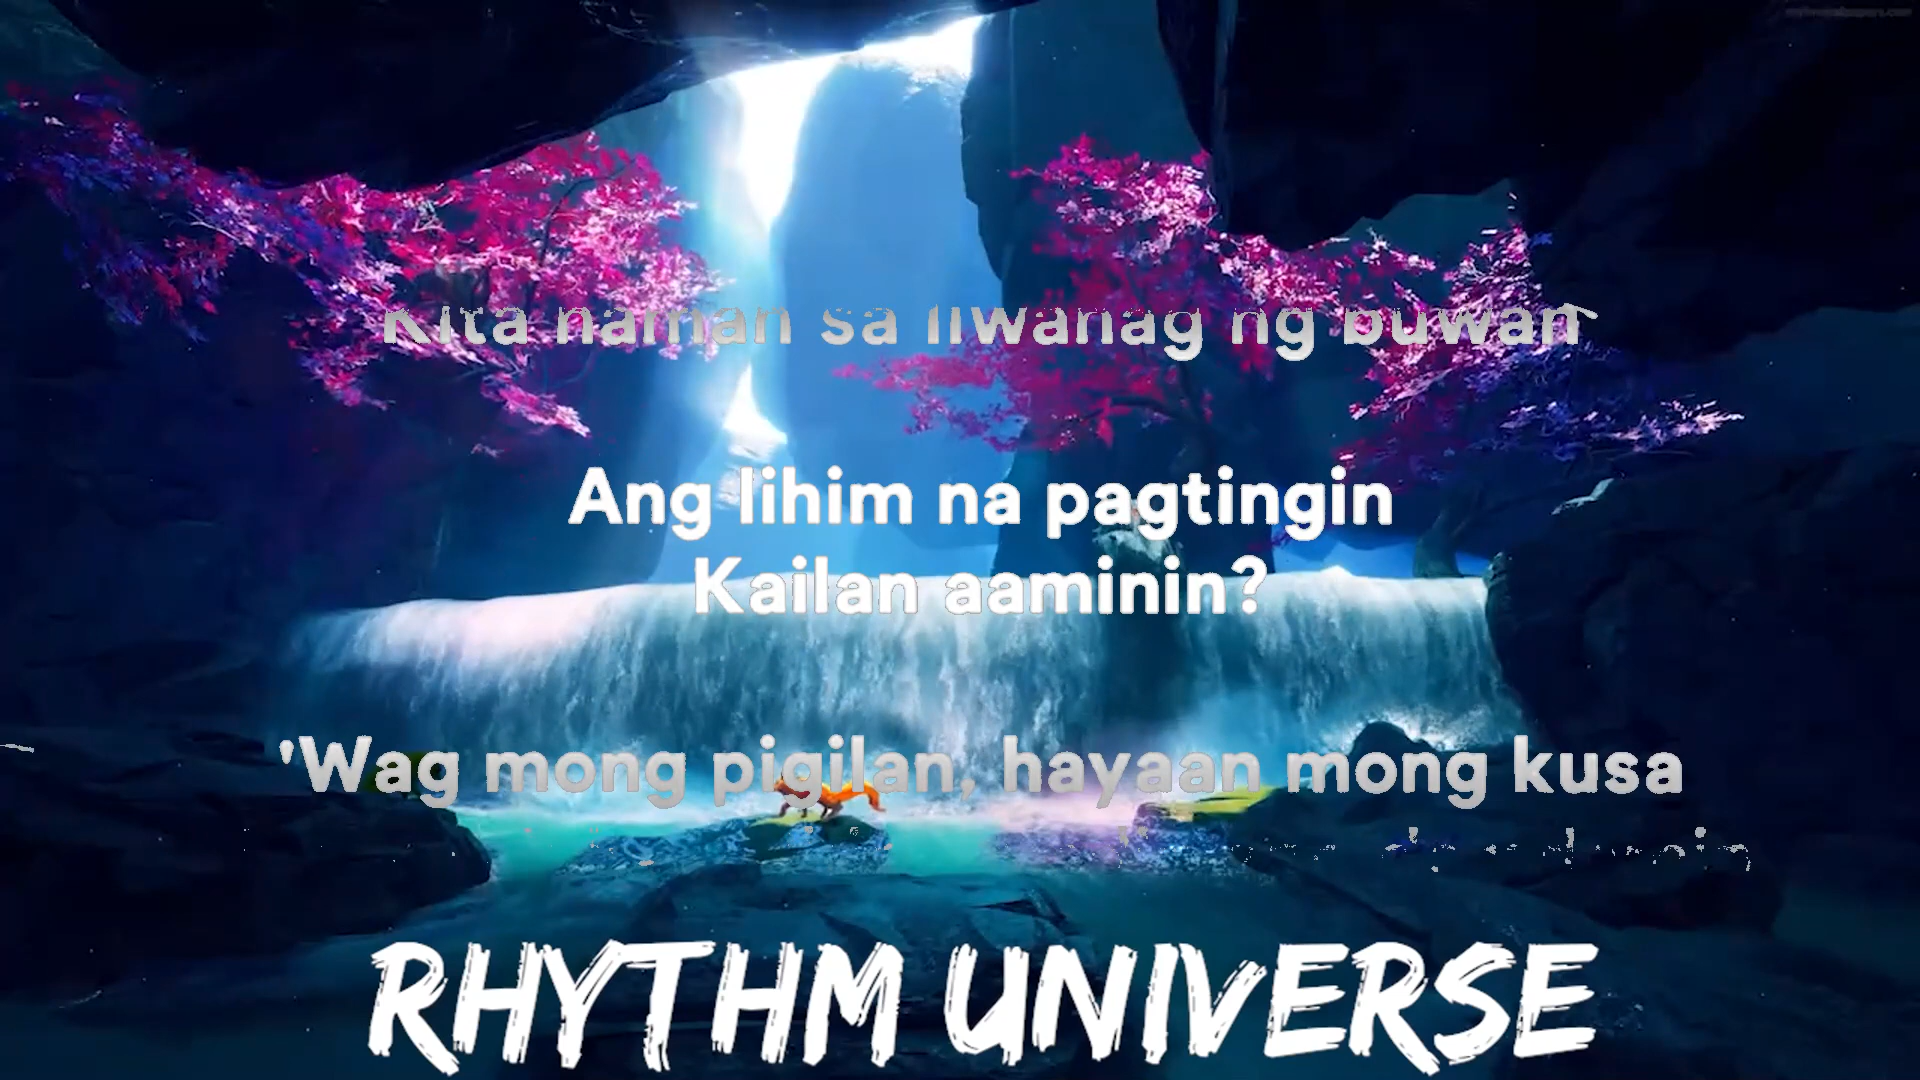 Kita naman sa liwanag ng buwan
Ang lihim na pagtingin
Kailan aaminin?
'Wag mong pigilan, hayaan mong kusa
RHYTHM UNIVERSE